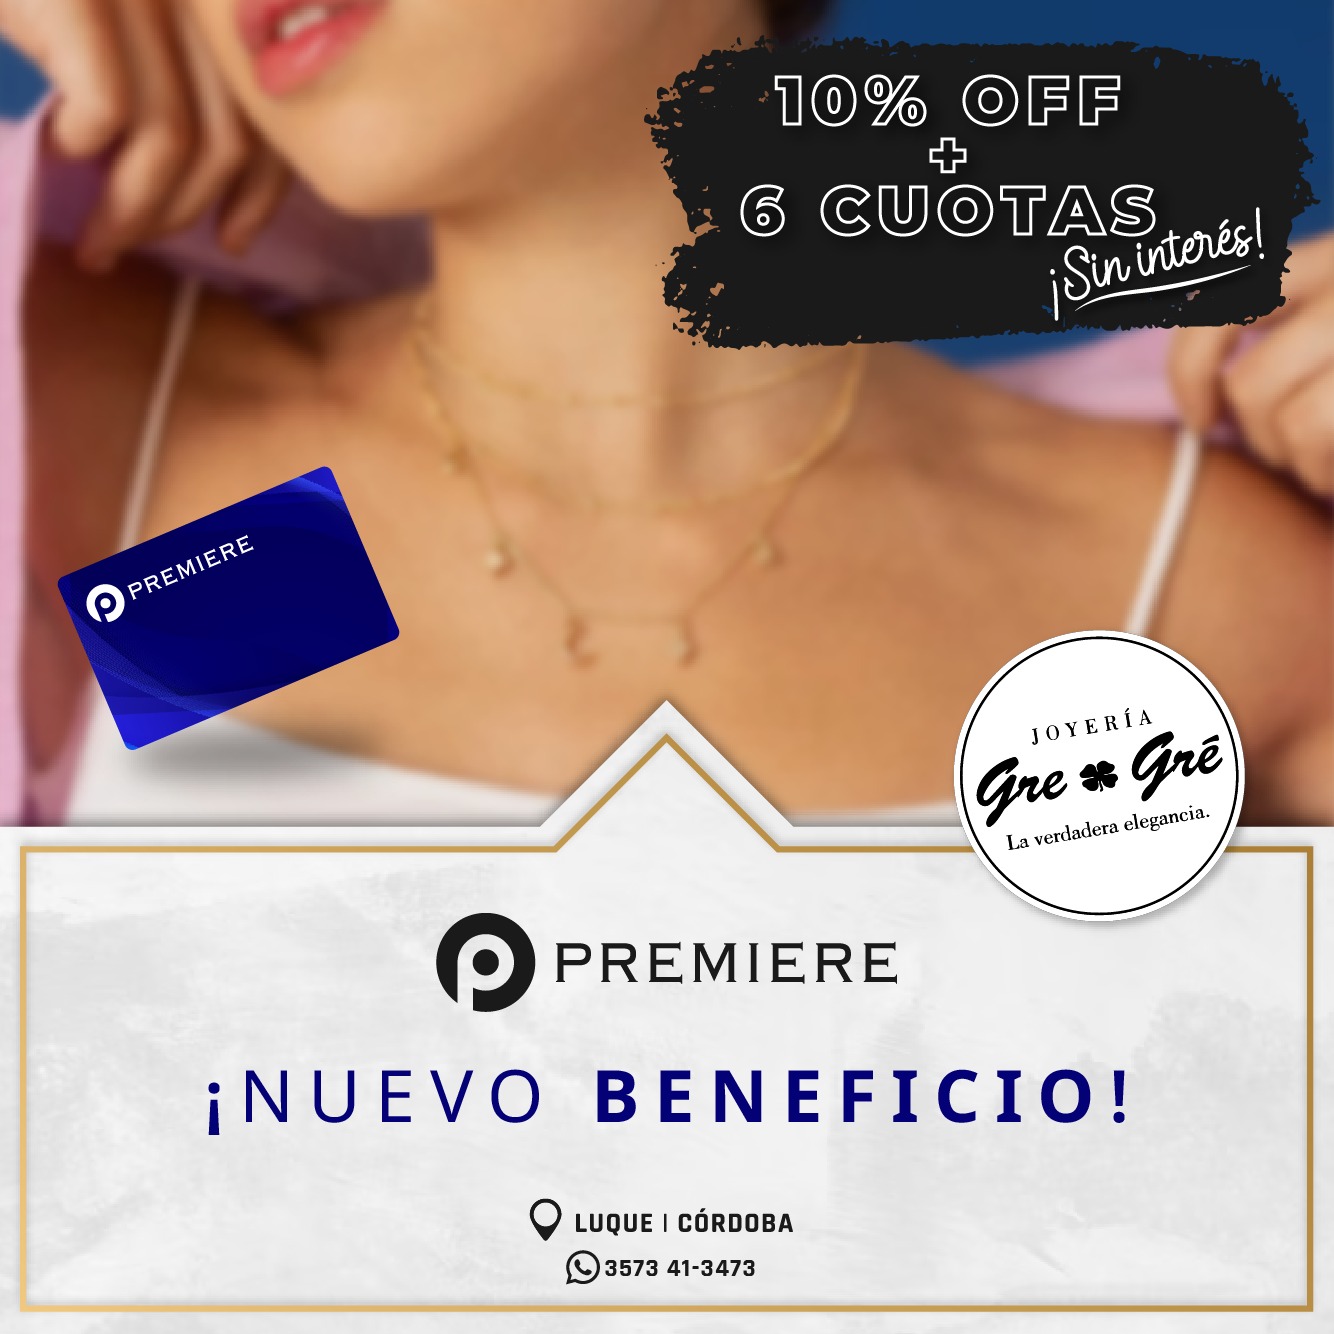 10% OFF
+
6 CUOTAS
¡Sin interés!
PREMIERE
JOYERÍA
Gre Gré
La verdadera elegancia.
PREMIERE
¡NUEVO BENEFICIO!
LUQUE | CÓRDOBA
3573 41-3473